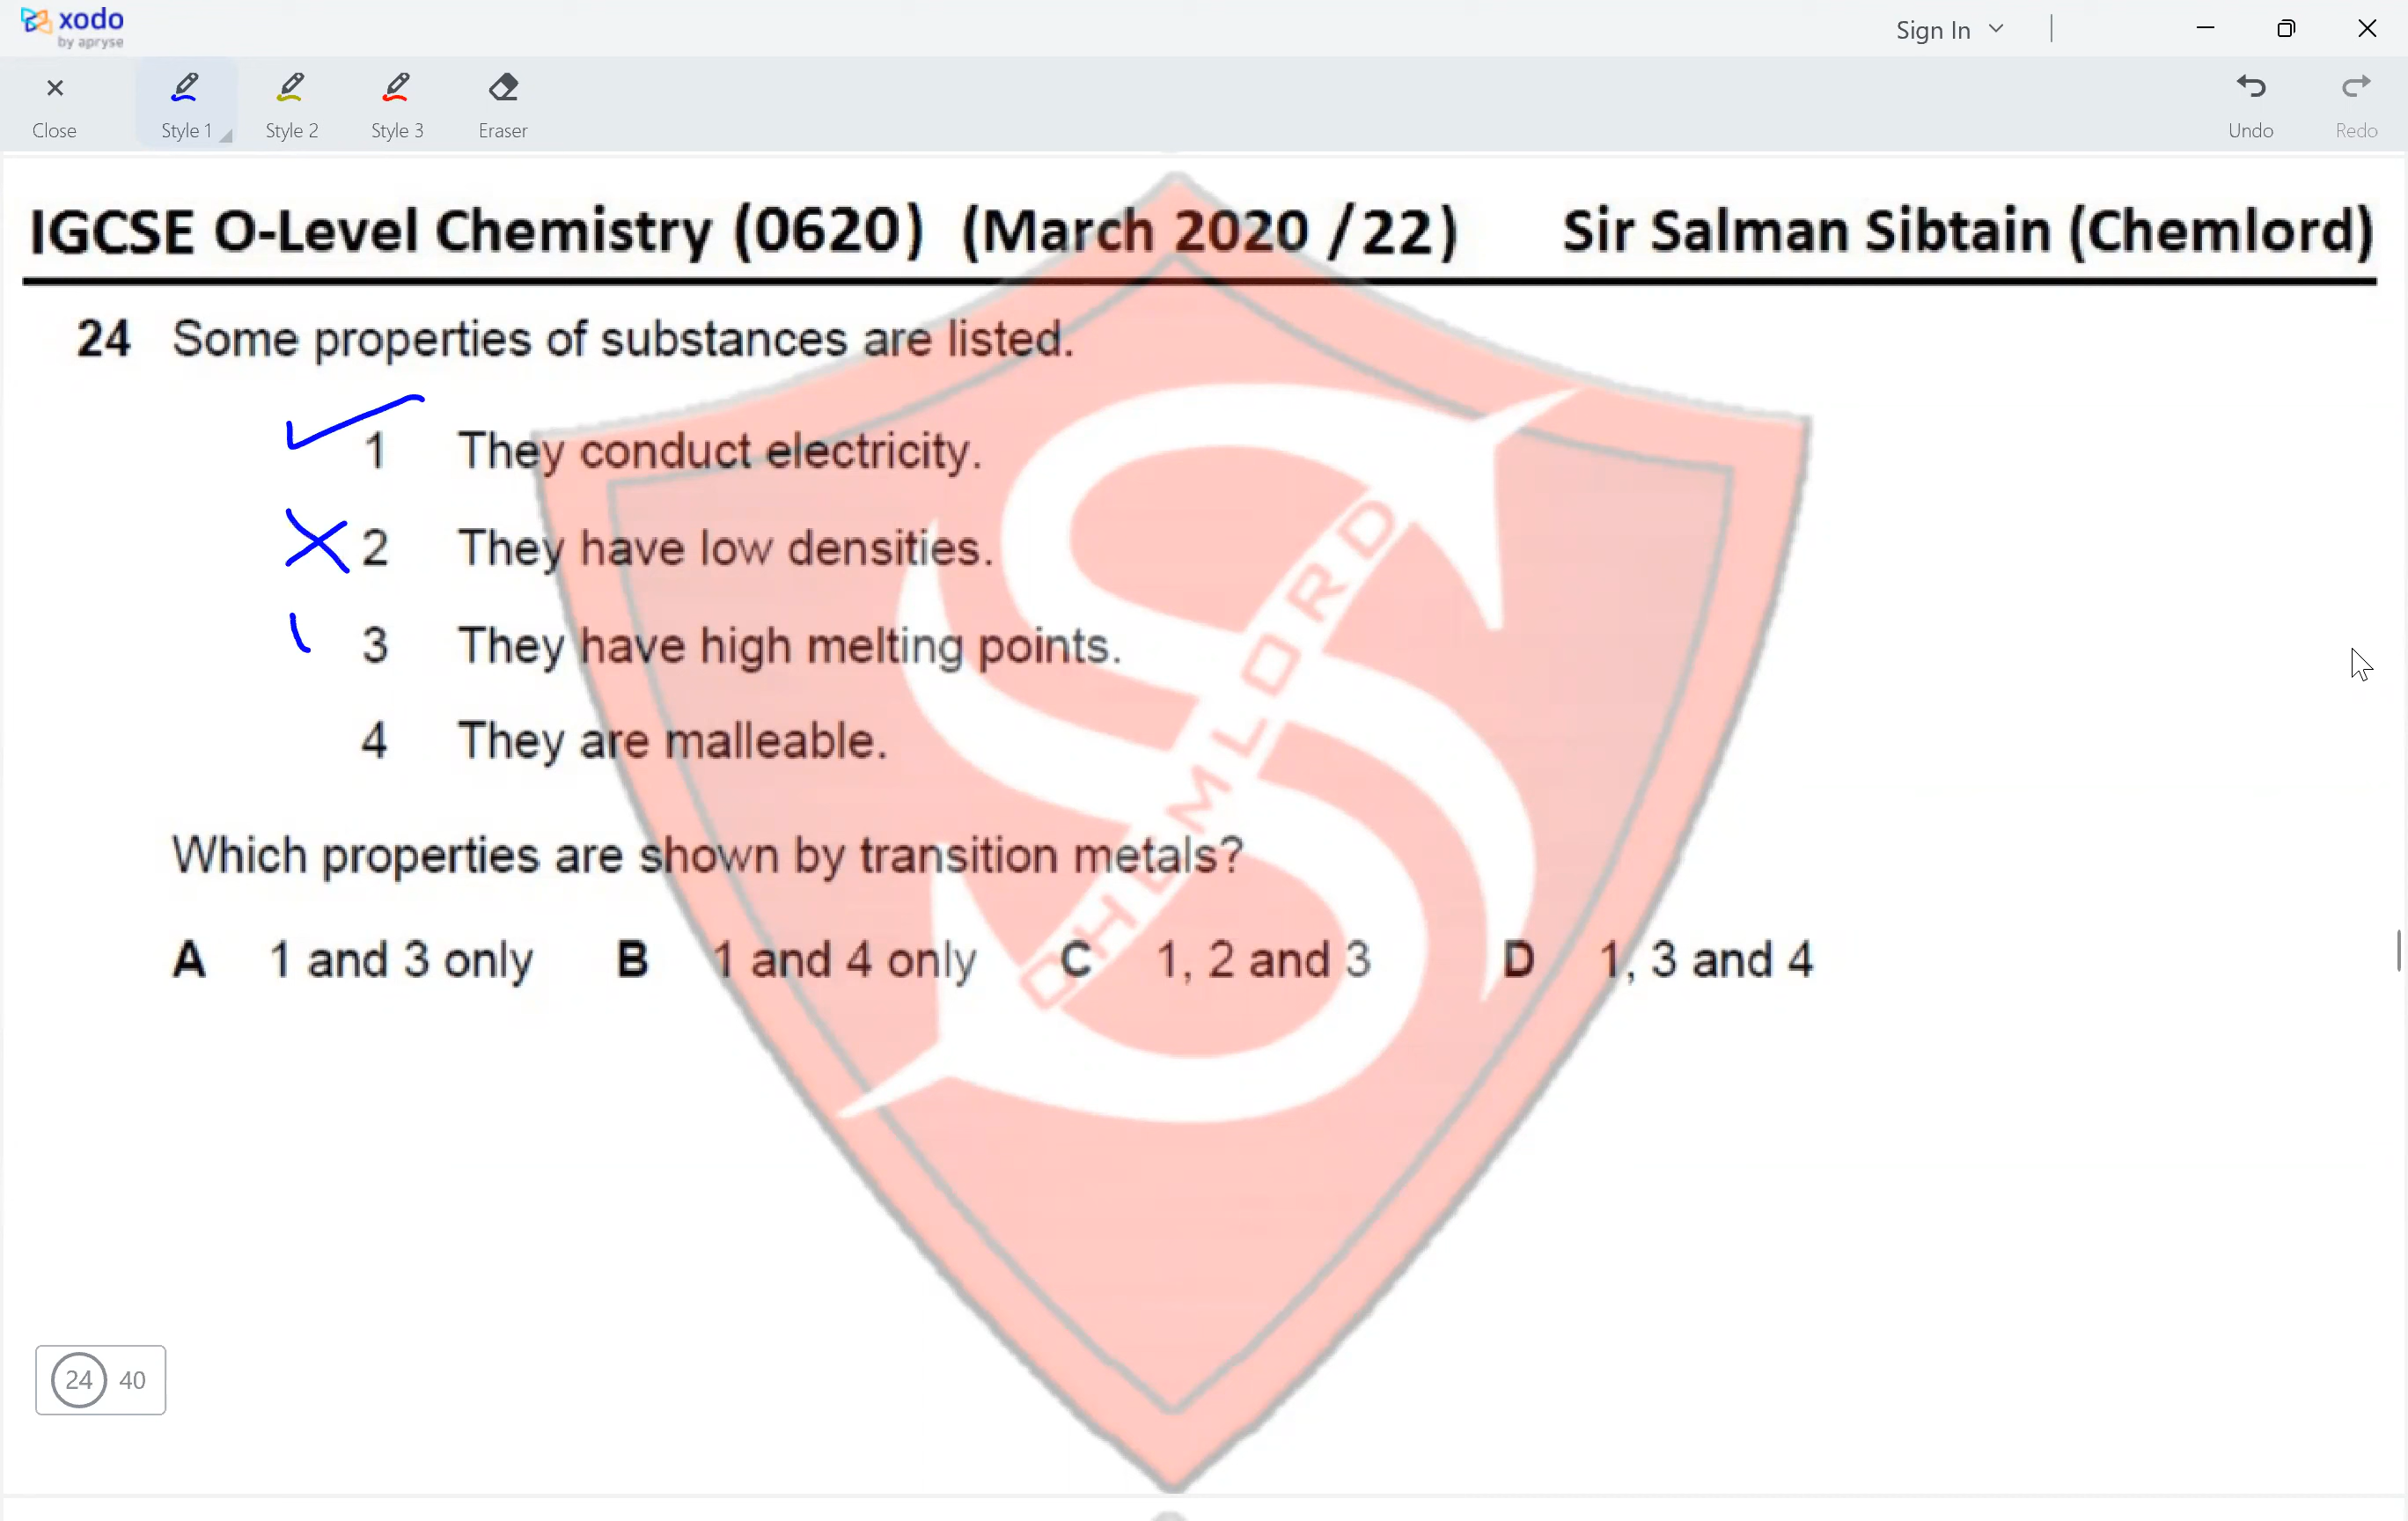 xodo
by apryse
Sign In
Close
Style 1
Style 2
Style 3
Eraser
Undo
Redo
IGCSE O-Level Chemistry (0620) (March 2020 /22) Sir Salman Sibtain (Chemlord)
24 Some properties of substances are listed.
1 They conduct electricity.
2 They have low densities.
3 They have high melting points.
4 They are malleable.
Which properties are shown by transition metals?
A 1 and 3 only B 1 and 4 only C 1, 2 and 3 D 1, 3 and 4
CHEMLORD
24 40